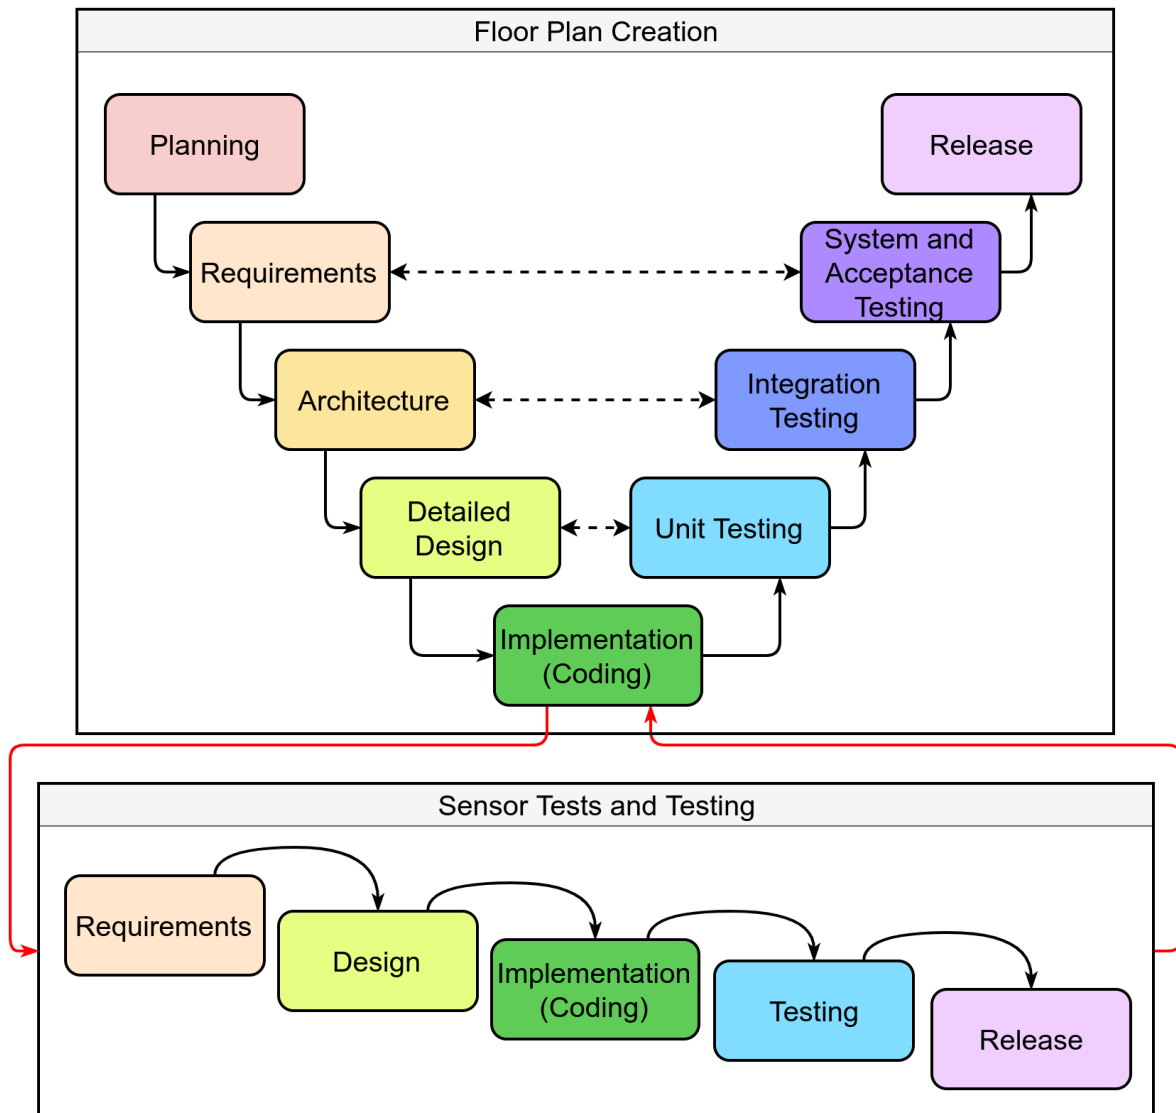 Floor Plan Creation
Planning
Release
Requirements
System and
Acceptance
Testing
Architecture
Integration
Testing
Detailed
Design
Unit Testing
Implementation
(Coding)
Sensor Tests and Testing
Requirements
Design
Implementation
(Coding)
Testing
Release